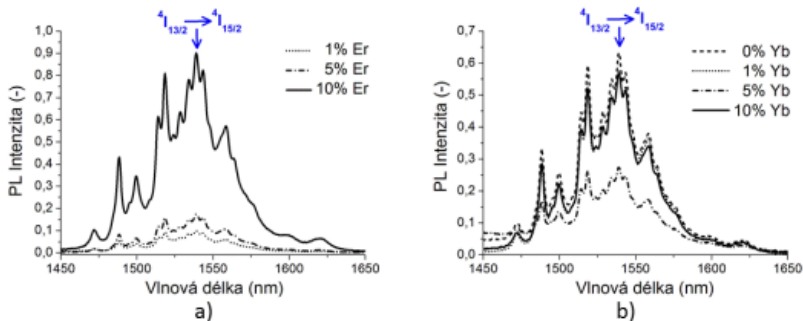 ⁴I₁₃/₂ → ⁴I₁₅/₂
1,0
0,9
0,8
0,7
0,6
0,5
0,4
0,3
0,2
0,1
0,0
PL Intenzita (-)
1% Er
5% Er
10% Er
1450 1500 1550 1600 1650
Vlnová délka (nm)
a)
⁴I₁₃/₂ → ⁴I₁₅/₂
0,7
0,6
0,5
0,4
0,3
0,2
0,1
0,0
PL Intenzita (-)
0% Yb
1% Yb
5% Yb
10% Yb
1450 1500 1550 1600 1650
Vlnová délka (nm)
b)